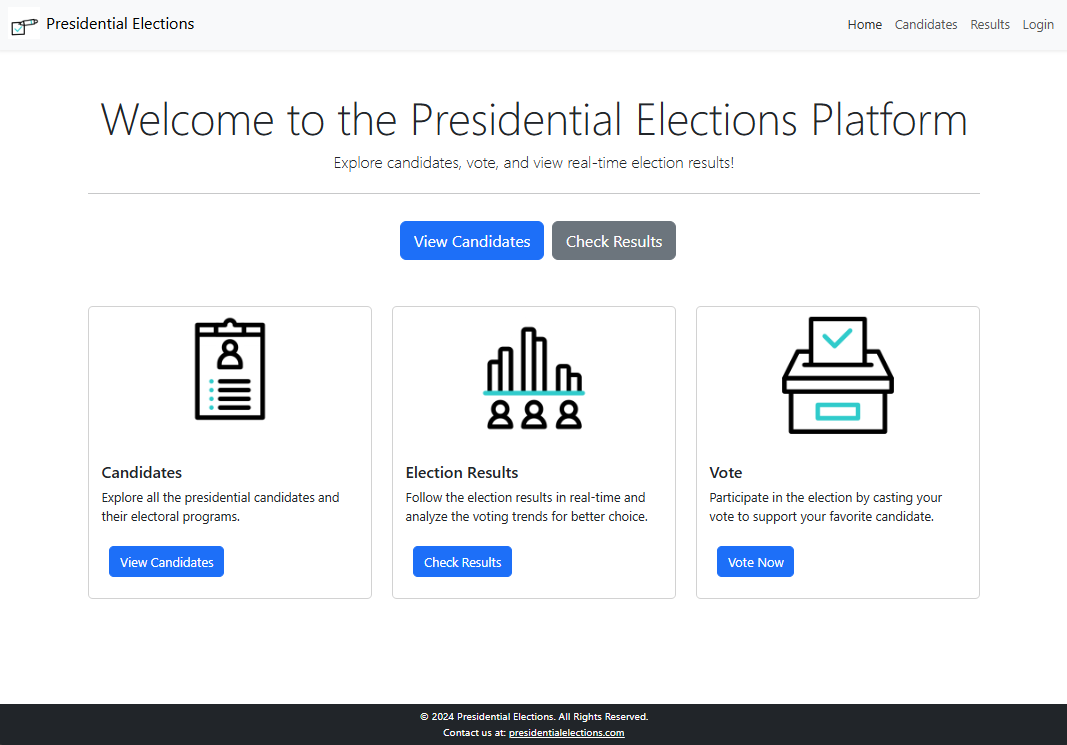 Presidential Elections
Home Candidates Results Login
Welcome to the Presidential Elections Platform
Explore candidates, vote, and view real-time election results!
View Candidates Check Results
Candidates
Explore all the presidential candidates and
their electoral programs.
View Candidates
Election Results
Follow the election results in real-time and
analyze the voting trends for better choice.
Check Results
Vote
Participate in the election by casting your
vote to support your favorite candidate.
Vote Now
© 2024 Presidential Elections. All Rights Reserved.
Contact us at: presidentialelections.com